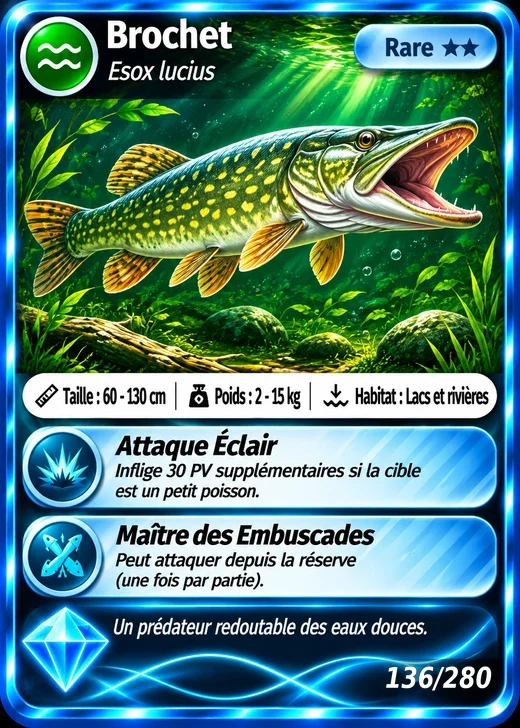 Brochet
Esox lucius
Rare ★★
Taille : 60 - 130 cm
Poids : 2 - 15 kg
Habitat : Lacs et rivières
Attaque Éclair
Inflige 30 PV supplémentaires si la cible
est un petit poisson.
Maître des Embuscades
Peut attaquer depuis la réserve
(une fois par partie).
Un prédateur redoutable des eaux douces.
136/280